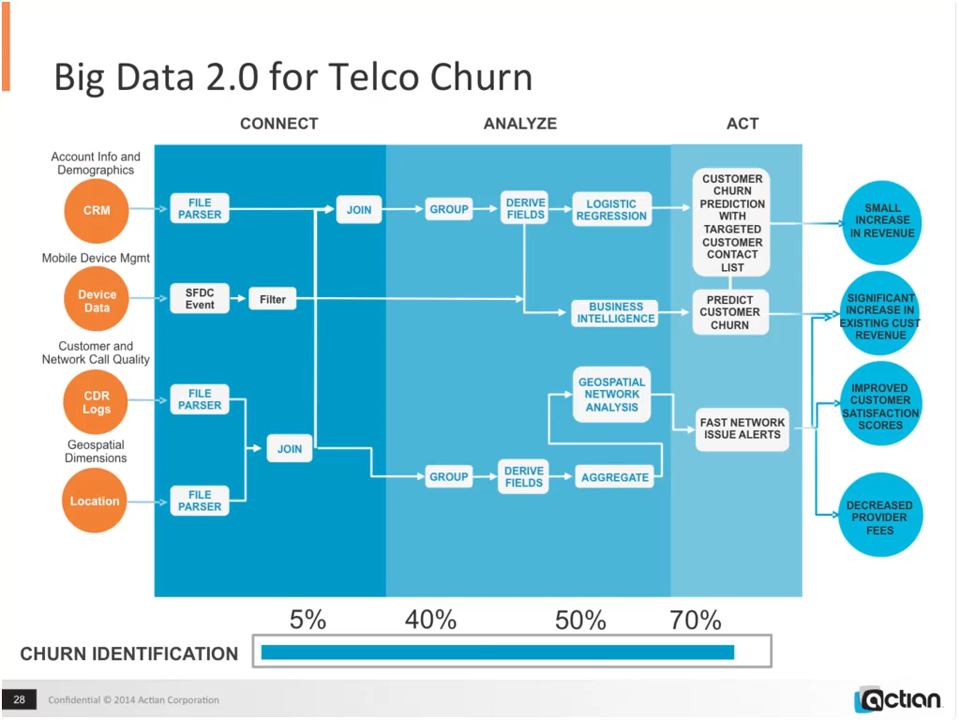 Big Data 2.0 for Telco Churn
CONNECT
ANALYZE
ACT
Account Info and
Demographics
CRM
FILE
PARSER
JOIN
GROUP
DERIVE
FIELDS
LOGISTIC
REGRESSION
CUSTOMER
CHURN
PREDICTION
WITH
TARGETED
CUSTOMER
CONTACT
LIST
SMALL
INCREASE
IN REVENUE
Mobile Device Mgmt
Device
Data
SFDC
Event
Filter
BUSINESS
INTELLIGENCE
PREDICT
CUSTOMER
CHURN
SIGNIFICANT
INCREASE IN
EXISTING CUST
REVENUE
Customer and
Network Call Quality
CDR
Logs
FILE
PARSER
GEOSPATIAL
NETWORK
ANALYSIS
FAST NETWORK
ISSUE ALERTS
IMPROVED
CUSTOMER
SATISFACTION
SCORES
Geospatial
Dimensions
JOIN
Location
FILE
PARSER
GROUP
DERIVE
FIELDS
AGGREGATE
DECREASED
PROVIDER
FEES
5%
40%
50%
70%
CHURN IDENTIFICATION
28
Confidential © 2014 Actian Corporation
actian